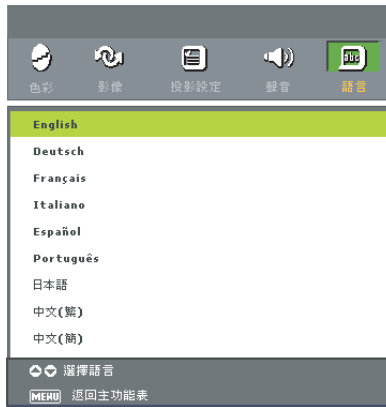 色彩 影像 投影設定 聲音 語言
English
Deutsch
Français
Italiano
Español
Português
日本語
中文(繁)
中文(簡)
選擇語言
MENU 返回主功能表